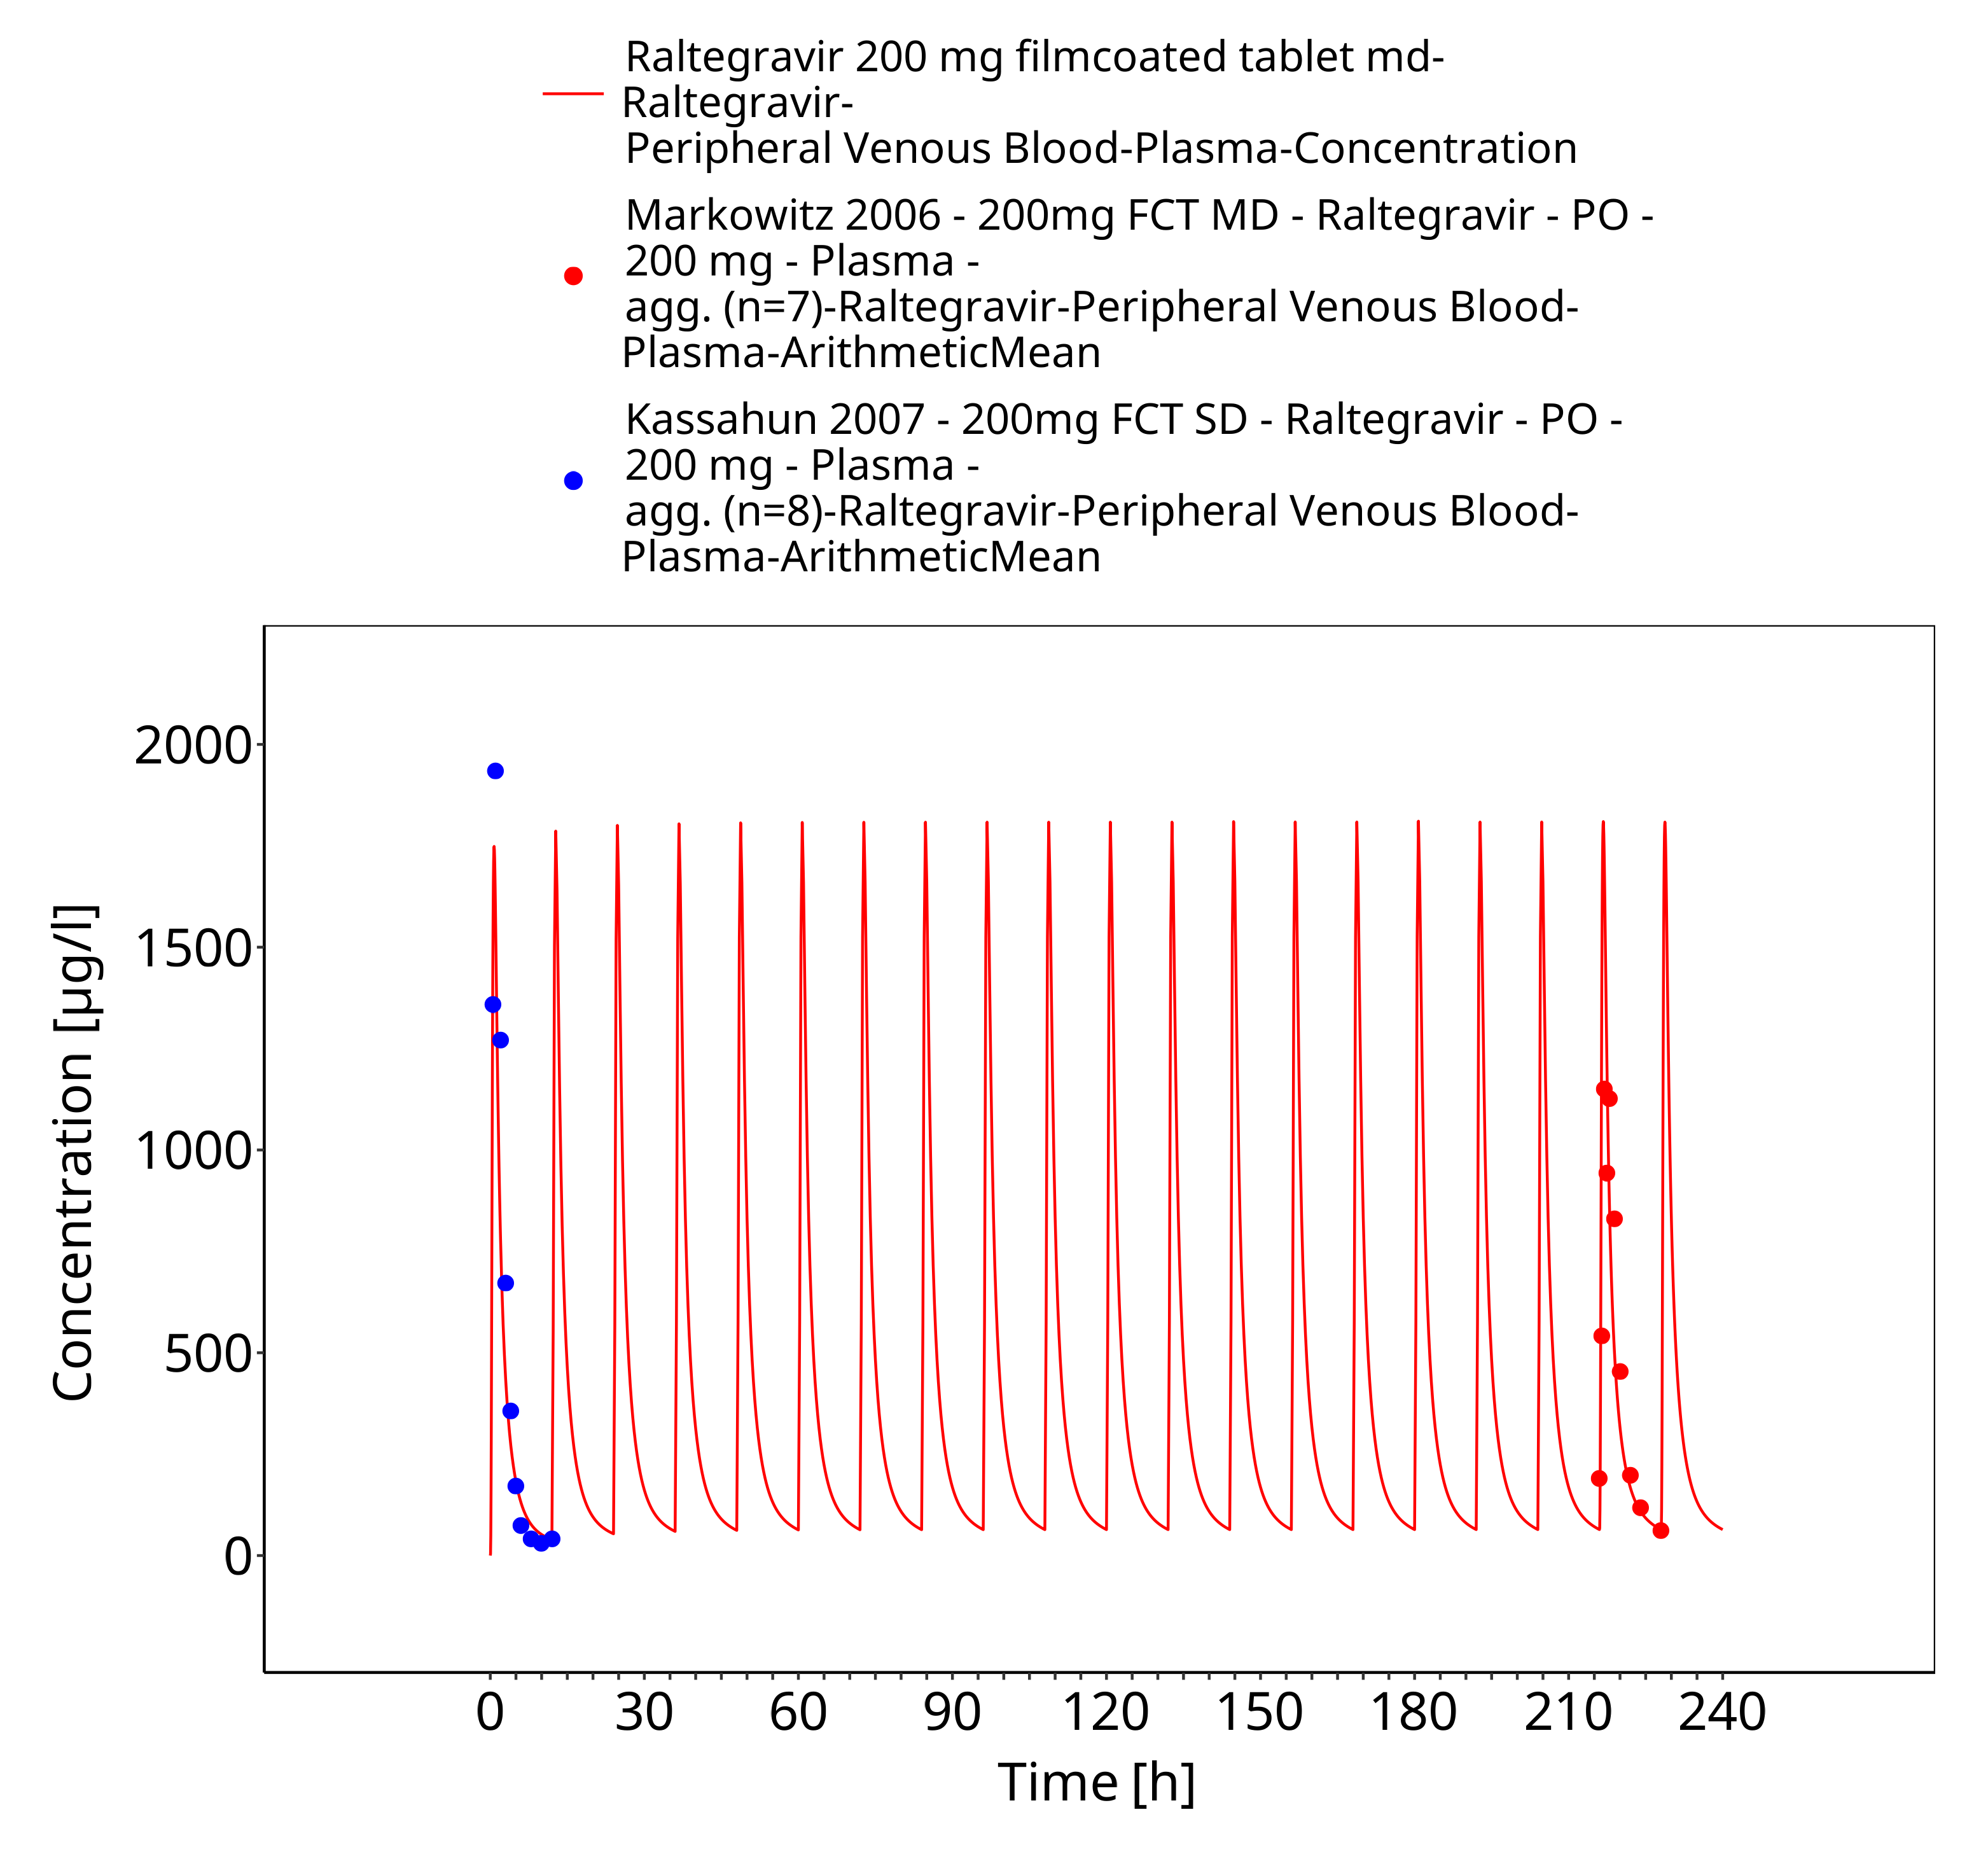 Raltegravir 200 mg filmcoated tablet md-
Raltegravir-
Peripheral Venous Blood-Plasma-Concentration
Markowitz 2006 - 200mg FCT MD - Raltegravir - PO -
200 mg - Plasma -
agg. (n=7)-Raltegravir-Peripheral Venous Blood-
Plasma-ArithmeticMean
Kassahun 2007 - 200mg FCT SD - Raltegravir - PO -
200 mg - Plasma -
agg. (n=8)-Raltegravir-Peripheral Venous Blood-
Plasma-ArithmeticMean
Concentration [µg/l]
2000
1500
1000
500
0
0 30 60 90 120 150 180 210 240
Time [h]